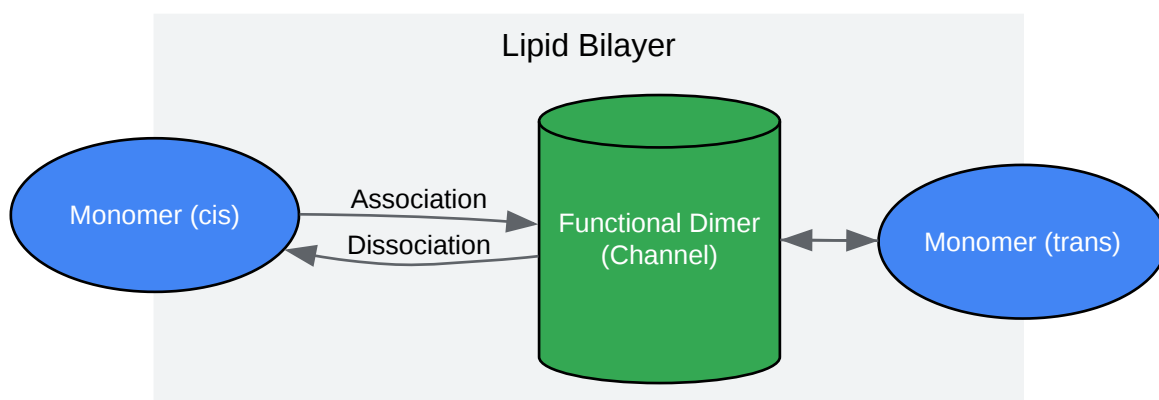 Lipid Bilayer
Monomer (cis)
Association
Dissociation
Functional Dimer
(Channel)
Monomer (trans)